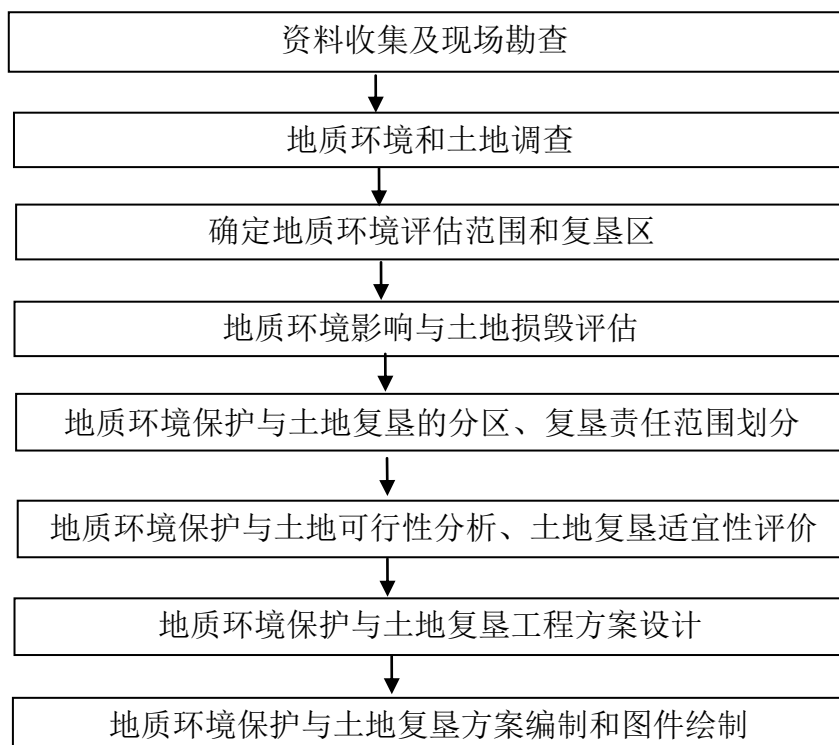 资料收集及现场勘查
地质环境和土地调查
确定地质环境评估范围和复垦区
地质环境影响与土地损毁评估
地质环境保护与土地复垦的分区、复垦责任范围划分
地质环境保护与土地可行性分析、土地复垦适宜性评价
地质环境保护与土地复垦工程方案设计
地质环境保护与土地复垦方案编制和图件绘制